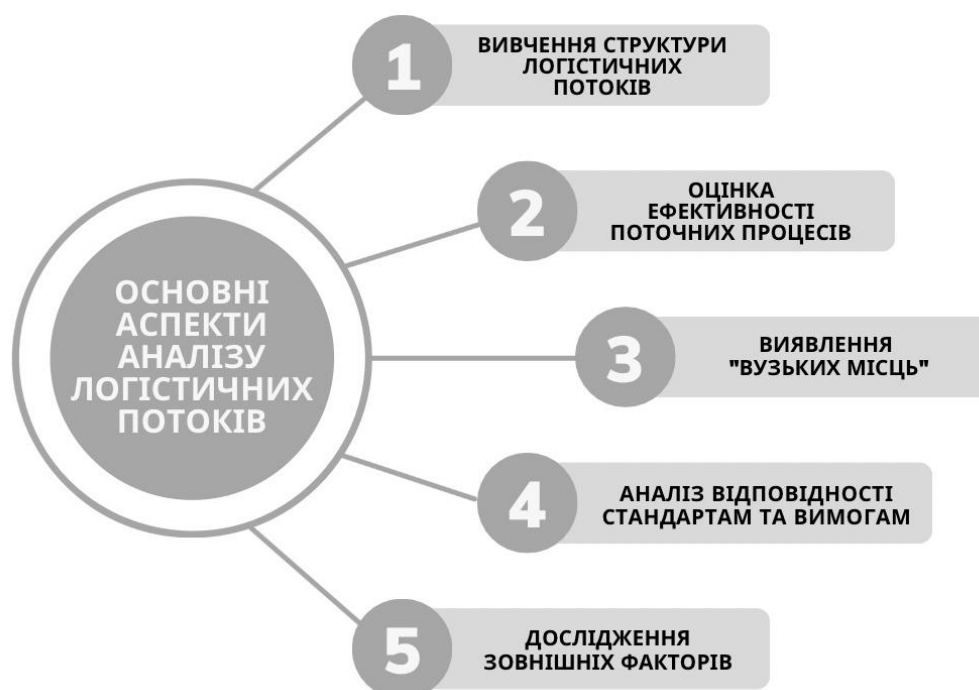 ОСНОВНІ
АСПЕКТИ
АНАЛІЗУ
ЛОГІСТИЧНИХ
ПОТОКІВ
1
ВИВЧЕННЯ СТРУКТУРИ
ЛОГІСТИЧНИХ
ПОТОКІВ
2
ОЦІНКА
ЕФЕКТИВНОСТІ
ПОТОЧНИХ ПРОЦЕСІВ
3
ВИЯВЛЕННЯ
"ВУЗЬКИХ МІСЦЬ"
4
АНАЛІЗ ВІДПОВІДНОСТІ
СТАНДАРТАМ ТА ВИМОГАМ
5
ДОСЛІДЖЕННЯ
ЗОВНІШНІХ ФАКТОРІВ